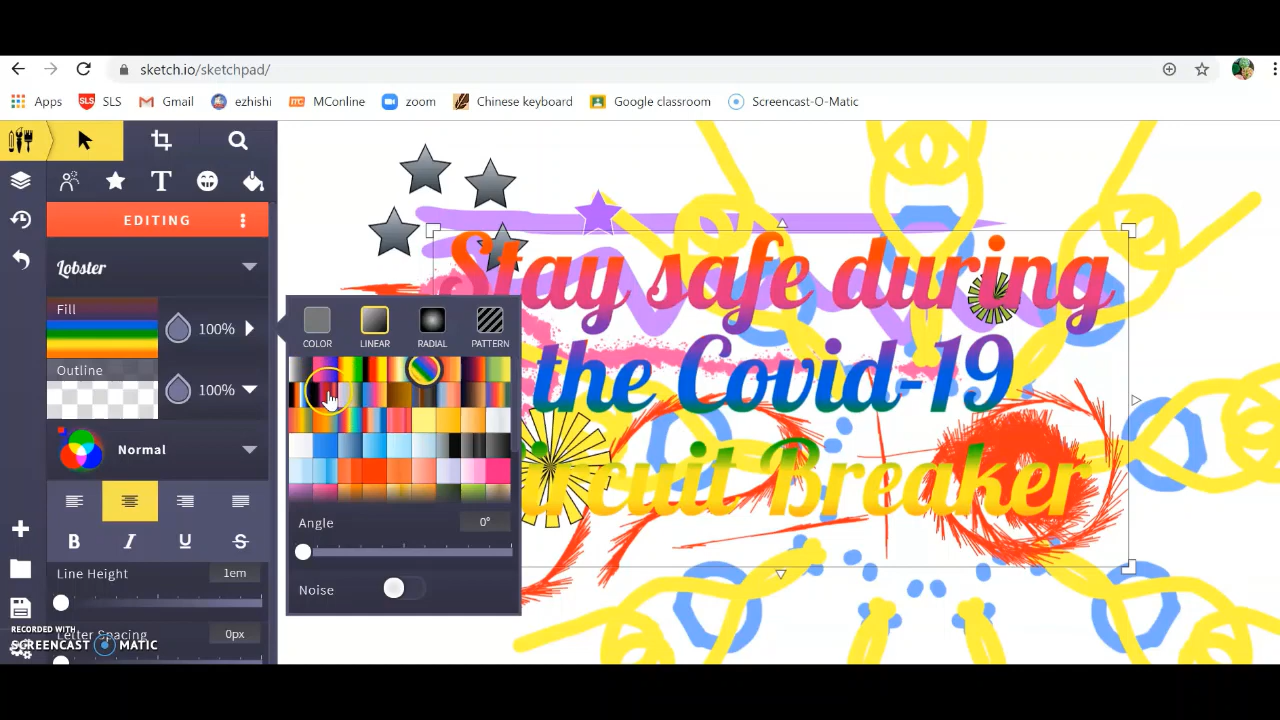 sketch.io/sketchpad/
Apps SLS Gmail ezhishi MConline zoom Chinese keyboard Google classroom Screencast-O-Matic
EDITING
Lobster
Fill
100%
Outline
100%
Normal
B I U S
Line Height 1em
Letter Spacing 0px
RECORDED WITH
SCREENCAST MATIC
COLOR LINEAR RADIAL PATTERN
Angle 0°
Noise
Stay safe during
the Covid-19
Breaker